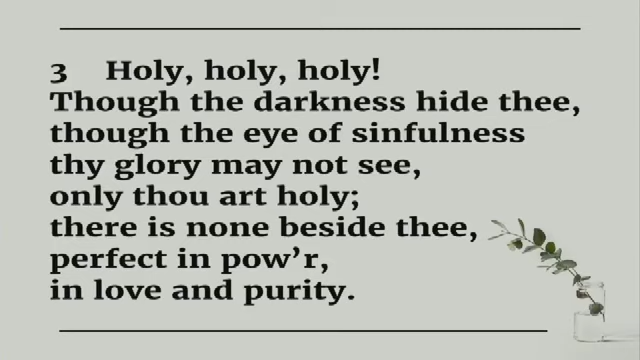 3 Holy, holy, holy!
Though the darkness hide thee,
though the eye of sinfulness
thy glory may not see,
only thou art holy;
there is none beside thee,
perfect in pow’r,
in love and purity.